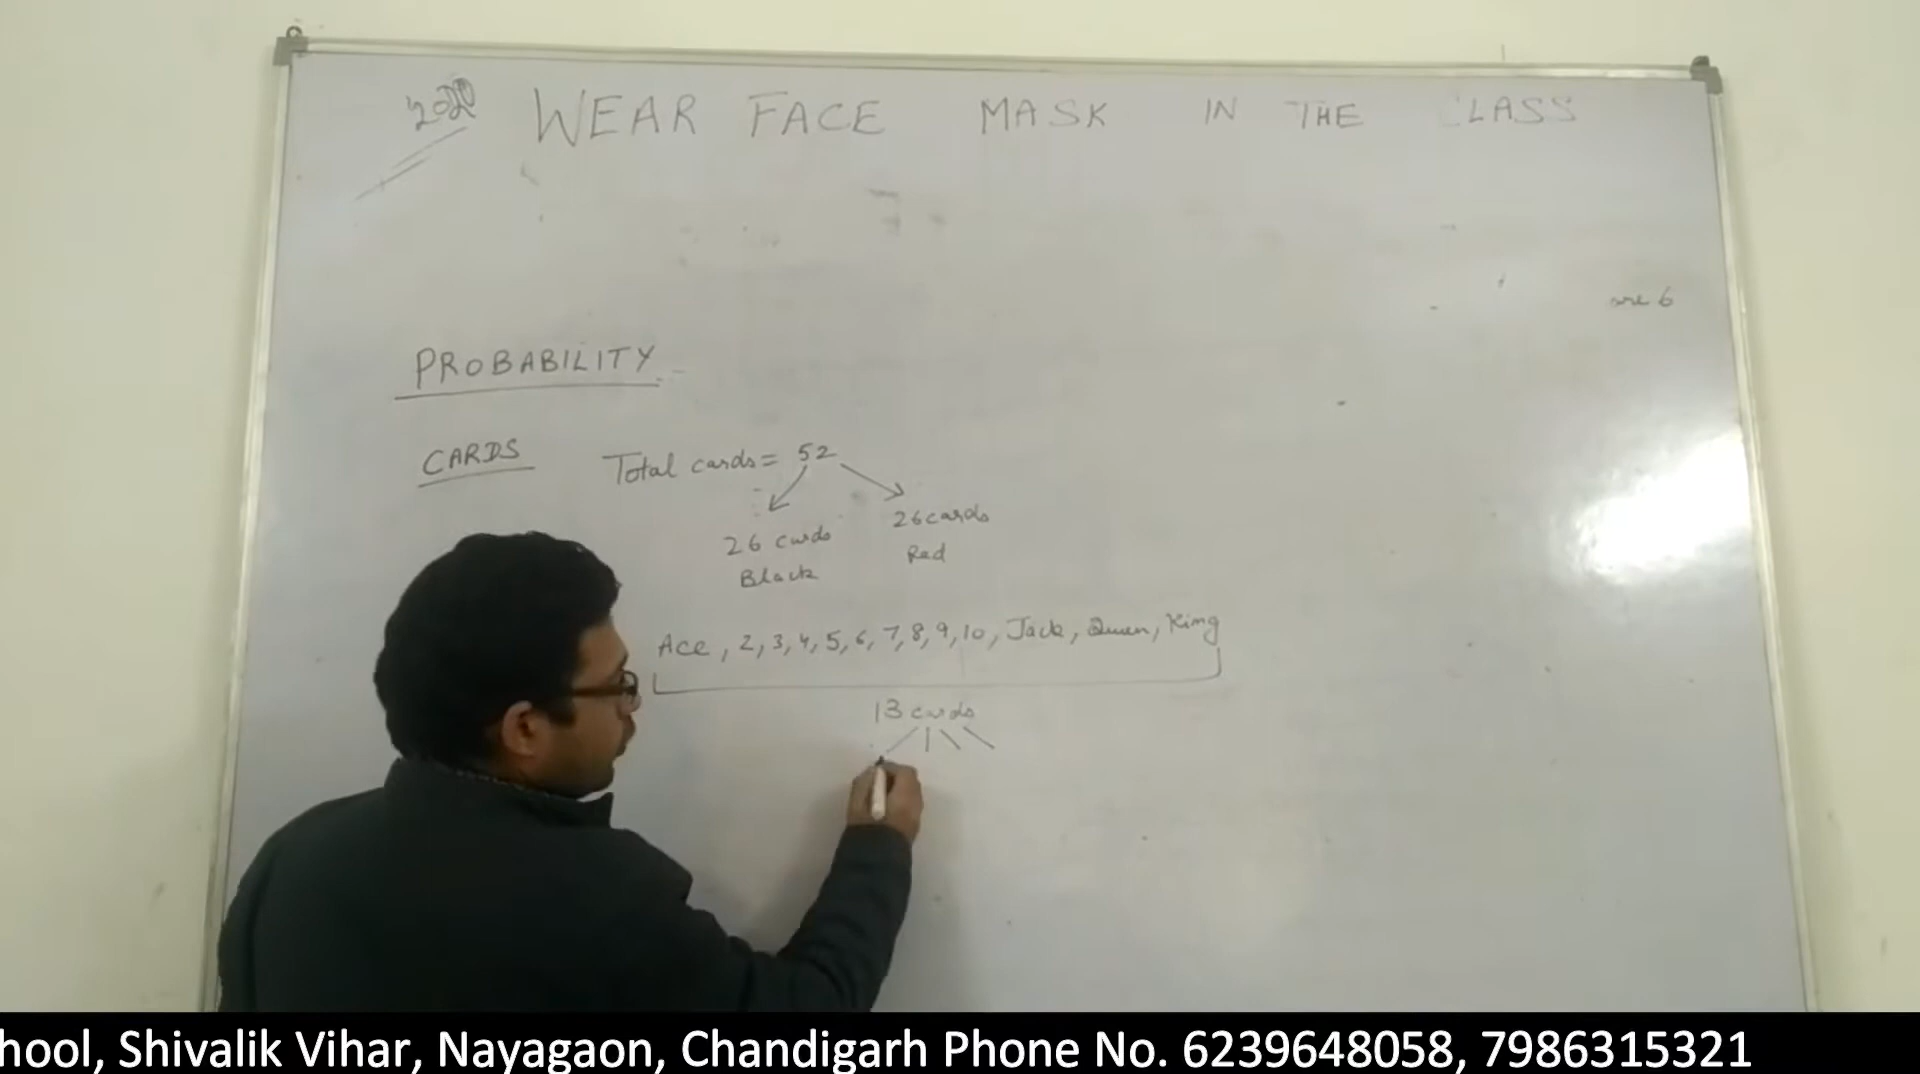 2020 WEAR FACE MASK IN THE CLASS
are 6
PROBABILITY
CARDS Total cards = 52
26 cards 26 cards
Black Red
Ace, 2, 3, 4, 5, 6, 7, 8, 9, 10, Jack, Queen, King
13 cards
hool, Shivalik Vihar, Nayagaon, Chandigarh Phone No. 6239648058, 7986315321